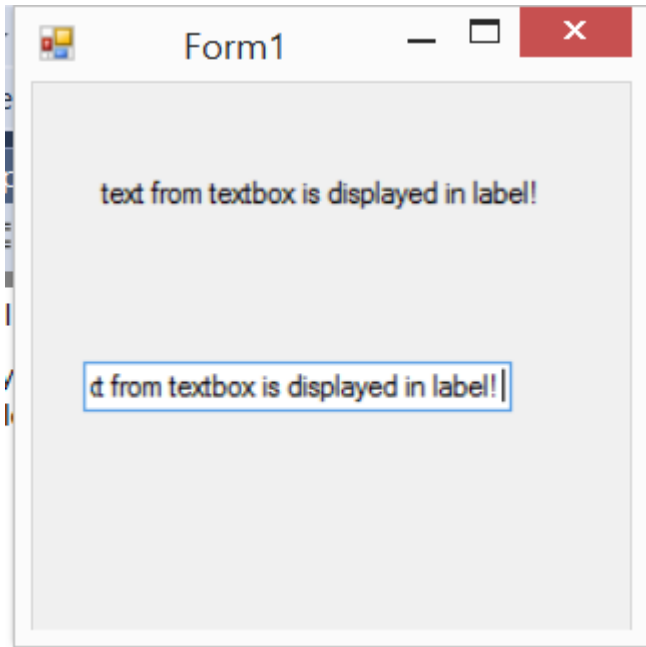 Form1
text from textbox is displayed in label!
from textbox is displayed in label!